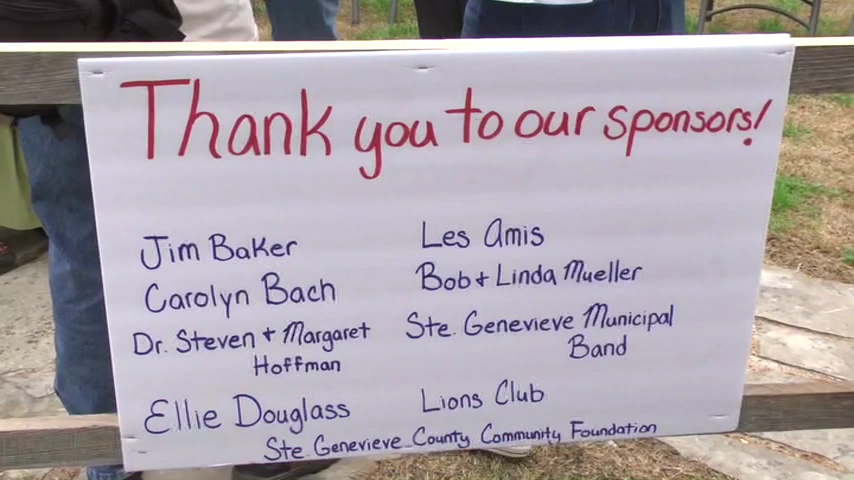 Thank you to our sponsors!
Jim Baker
Carolyn Bach
Dr. Steven + Margaret
Hoffman
Ellie Douglass
Les Amis
Bob + Linda Mueller
Ste. Genevieve Municipal
Band
Lions Club
Ste. Genevieve County Community Foundation